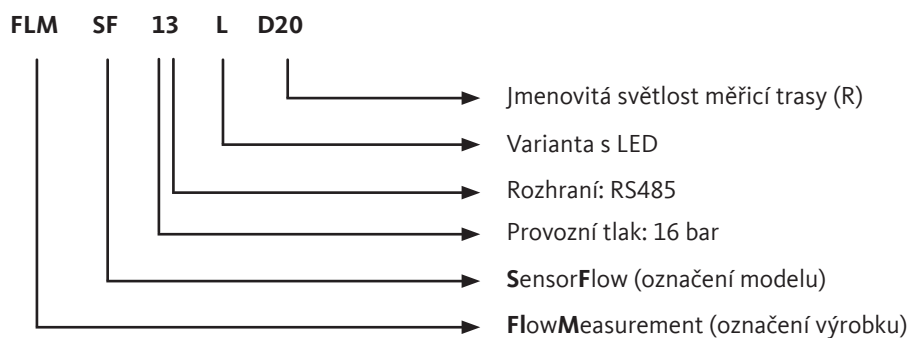 FLM SF 13 L D20
Jmenovitá světlost měřicí trasy (R)
Varianta s LED
Rozhraní: RS485
Provozní tlak: 16 bar
SensorFlow (označení modelu)
FlowMeasurement (označení výrobku)